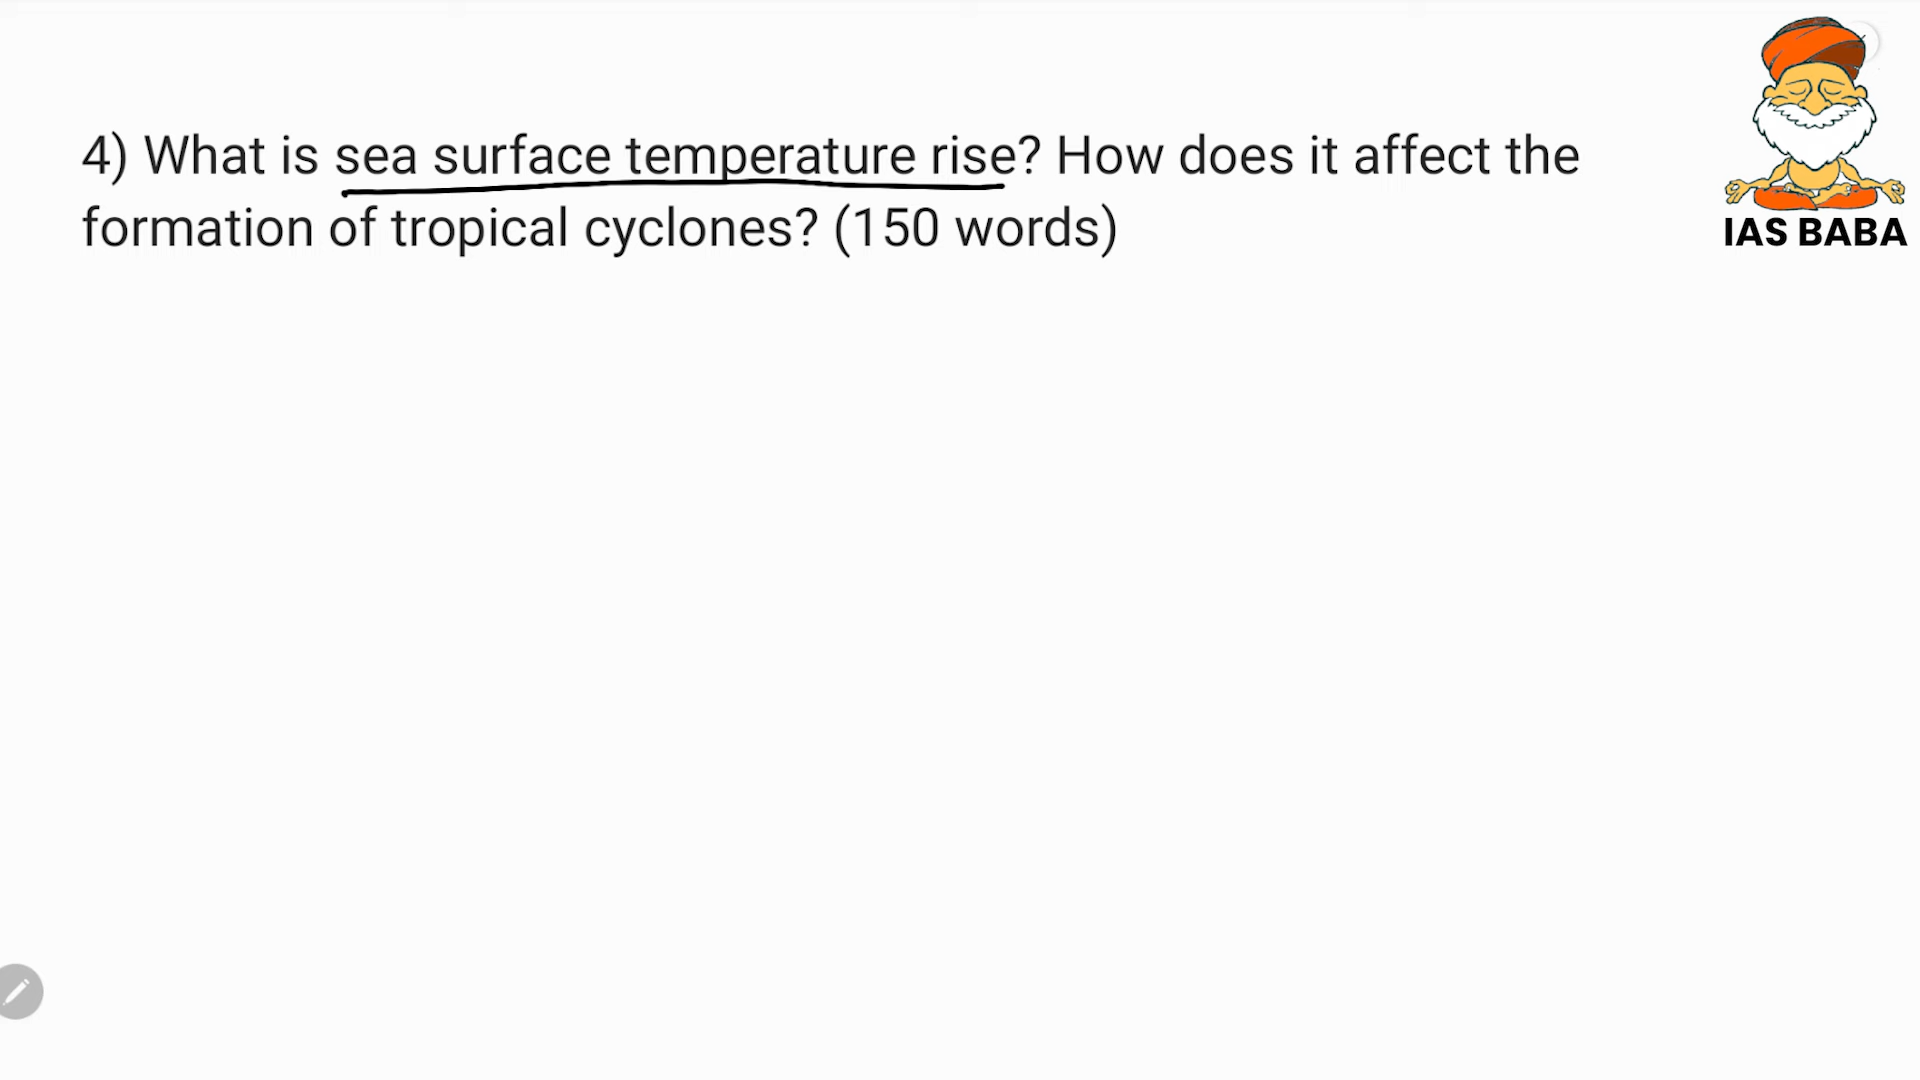 4) What is sea surface temperature rise? How does it affect the
formation of tropical cyclones? (150 words)
IAS BABA